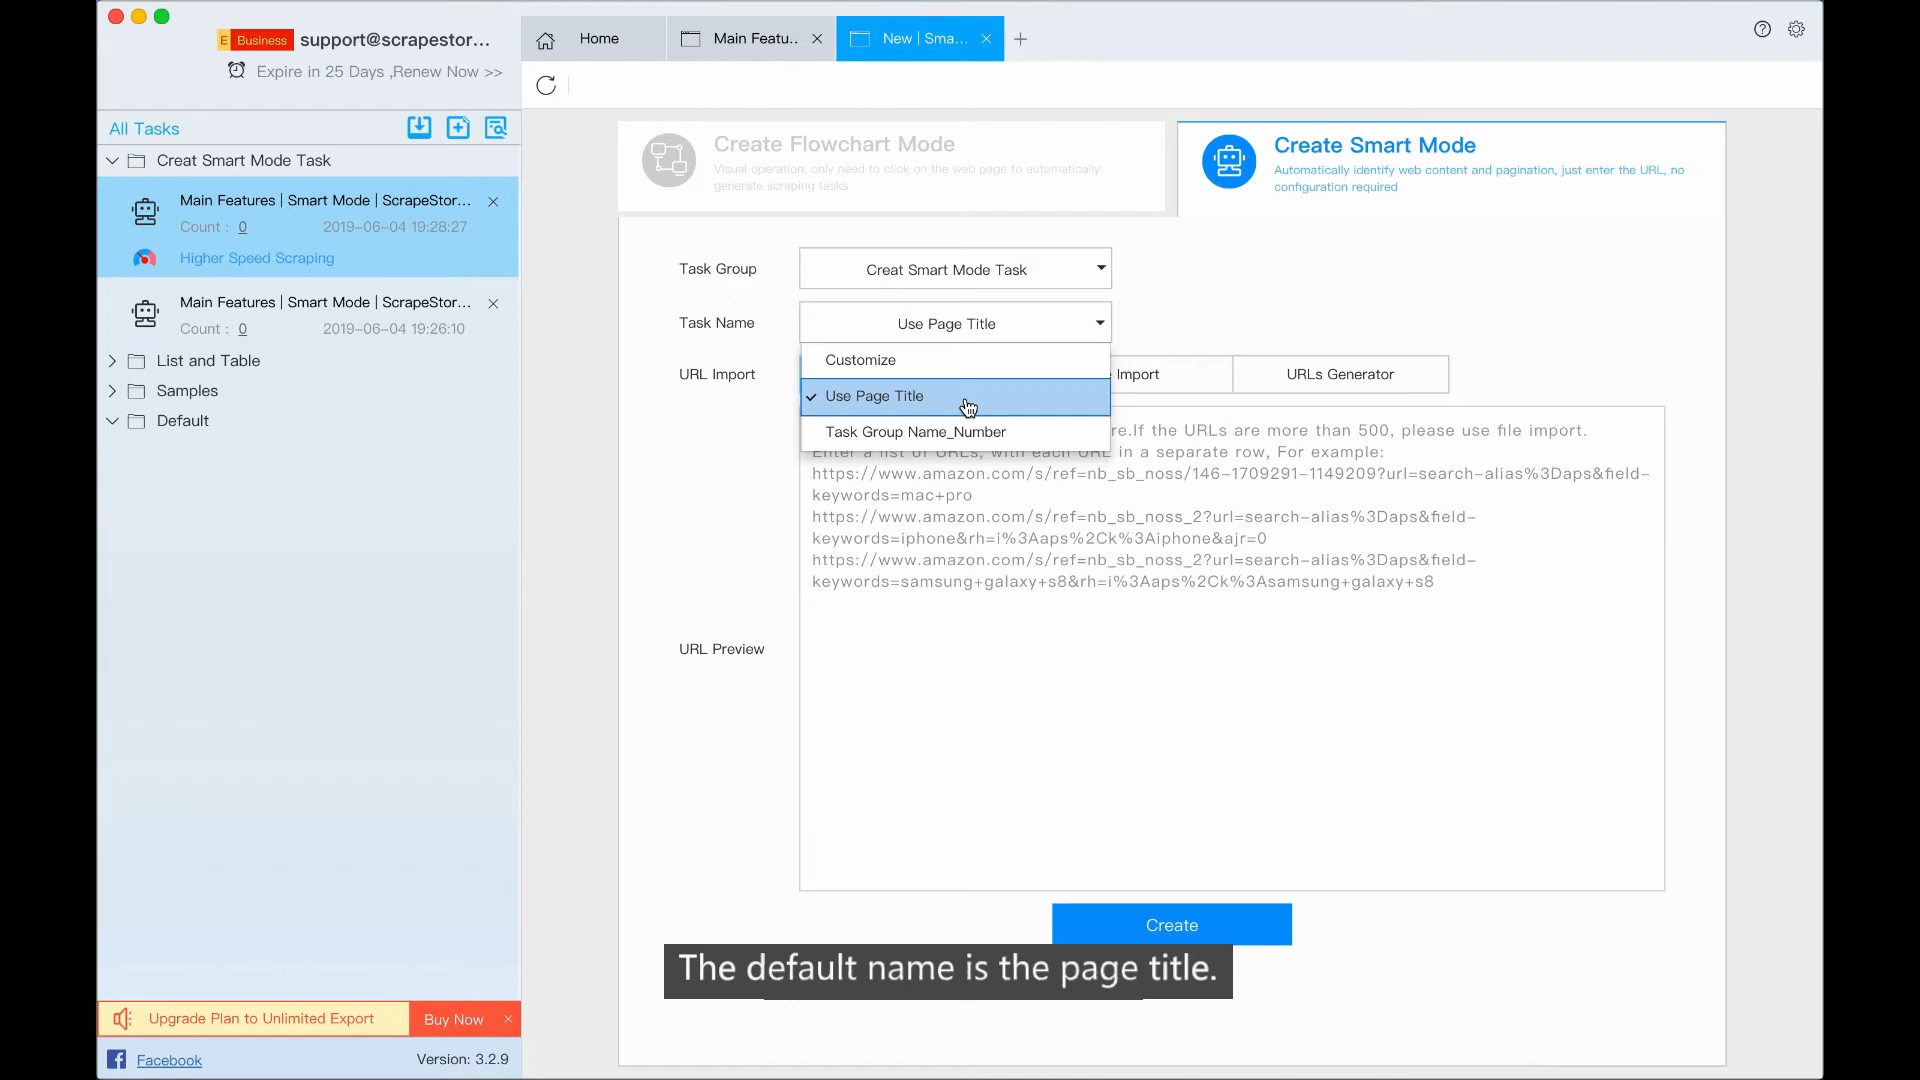 E Business support@scrapestor...
Expire in 25 Days ,Renew Now >>
Home
Main Featu..
New | Sma...
All Tasks
Creat Smart Mode Task
Main Features | Smart Mode | ScrapeStor...
Count : 0 2019-06-04 19:28:27
Higher Speed Scraping
Main Features | Smart Mode | ScrapeStor...
Count : 0 2019-06-04 19:26:10
List and Table
Samples
Default
Upgrade Plan to Unlimited Export
Buy Now
Facebook
Version: 3.2.9
Create Flowchart Mode
Visual operation, only need to click on the web page to automatically
generate scraping tasks
Create Smart Mode
Automatically identify web content and pagination, just enter the URL, no
configuration required
Task Group
Creat Smart Mode Task
Task Name
Use Page Title
Customize
Use Page Title
Task Group Name_Number
URL Import
Import
URLs Generator
re.If the URLs are more than 500, please use file import.
Enter a list of URLs, with each URL in a separate row, For example:
https://www.amazon.com/s/ref=nb_sb_noss/146-1709291-1149209?url=search-alias%3Daps&field-
keywords=mac+pro
https://www.amazon.com/s/ref=nb_sb_noss_2?url=search-alias%3Daps&field-
keywords=iphone&rh=i%3Aaps%2Ck%3Aiphone&ajr=0
https://www.amazon.com/s/ref=nb_sb_noss_2?url=search-alias%3Daps&field-
keywords=samsung+galaxy+s8&rh=i%3Aaps%2Ck%3Asamsung+galaxy+s8
URL Preview
Create
The default name is the page title.